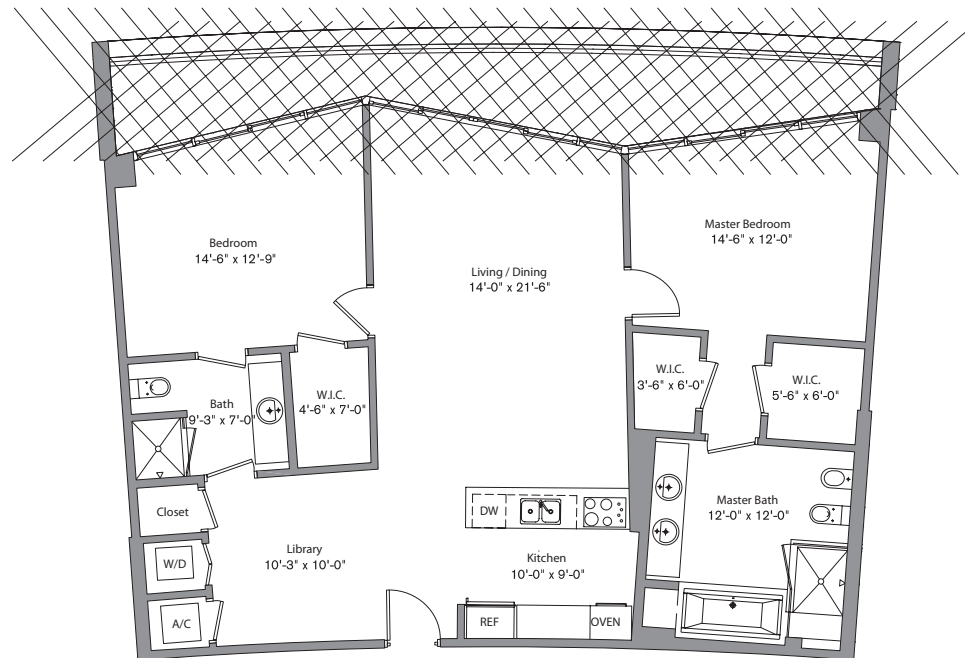 Master Bedroom
14'-6" x 12'-0"
Bedroom
14'-6" x 12'-9"
Living / Dining
14'-0" x 21'-6"
W.I.C.
3'-6" x 6'-0"
W.I.C.
5'-6" x 6'-0"
W.I.C.
4'-6" x 7'-0"
Bath
9'-3" x 7'-0"
Master Bath
12'-0" x 12'-0"
Closet
DW
Library
10'-3" x 10'-0"
Kitchen
10'-0" x 9'-0"
W/D
A/C
REF
OVEN